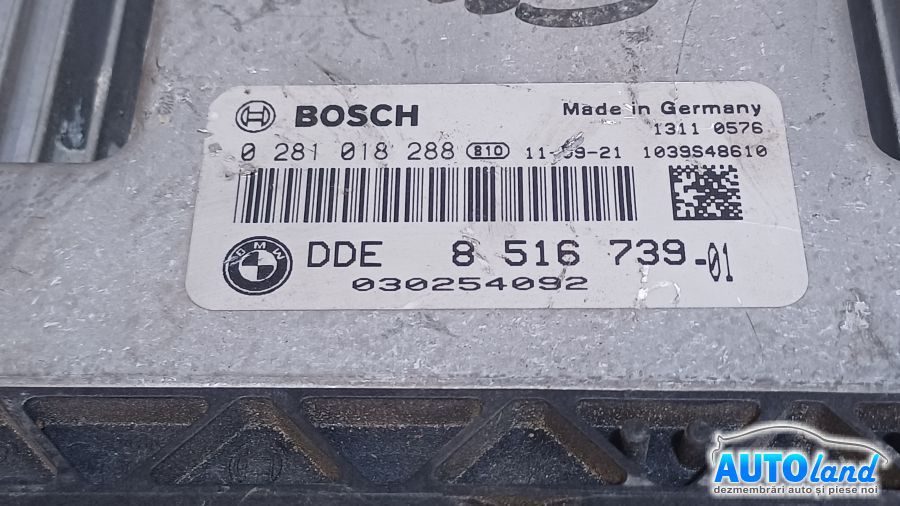 BOSCH
Made in Germany
1311 0576
0 281 018 288 810 11-09-21 1039S48610
BMW
DDE 8 516 739-01
030254092
AUTOland
dezmembrări auto și piese noi